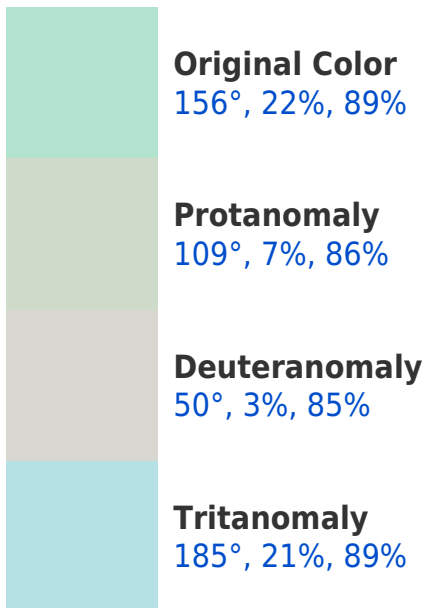 Original Color
156°, 22%, 89%
Protanomaly
109°, 7%, 86%
Deuteranomaly
50°, 3%, 85%
Tritanomaly
185°, 21%, 89%